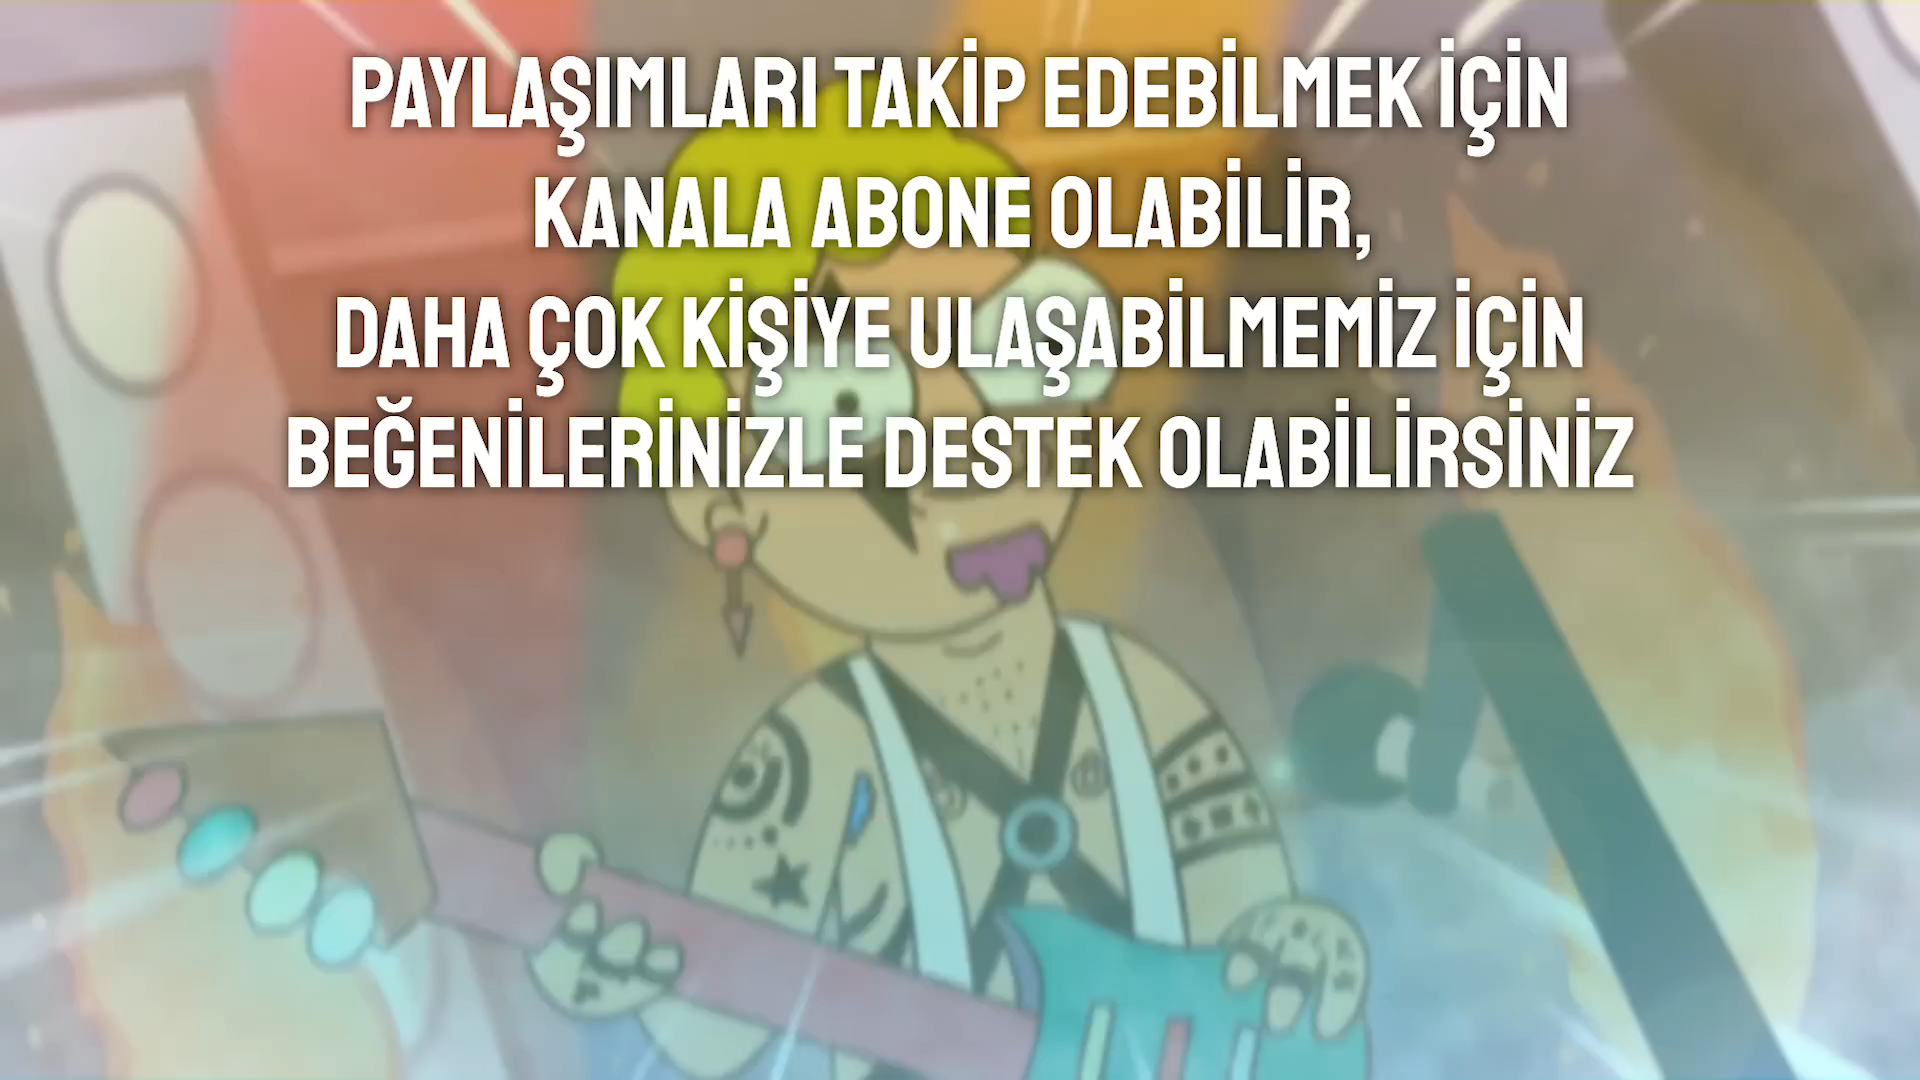 PAYLAŞIMLARI TAKİP EDEBİLMEK İÇİN
KANALA ABONE OLABİLİR,
DAHA ÇOK KİŞİYE ULAŞABİLMEMİZ İÇİN
BEĞENİLERİNİZLE DESTEK OLABİLİRSİNİZ